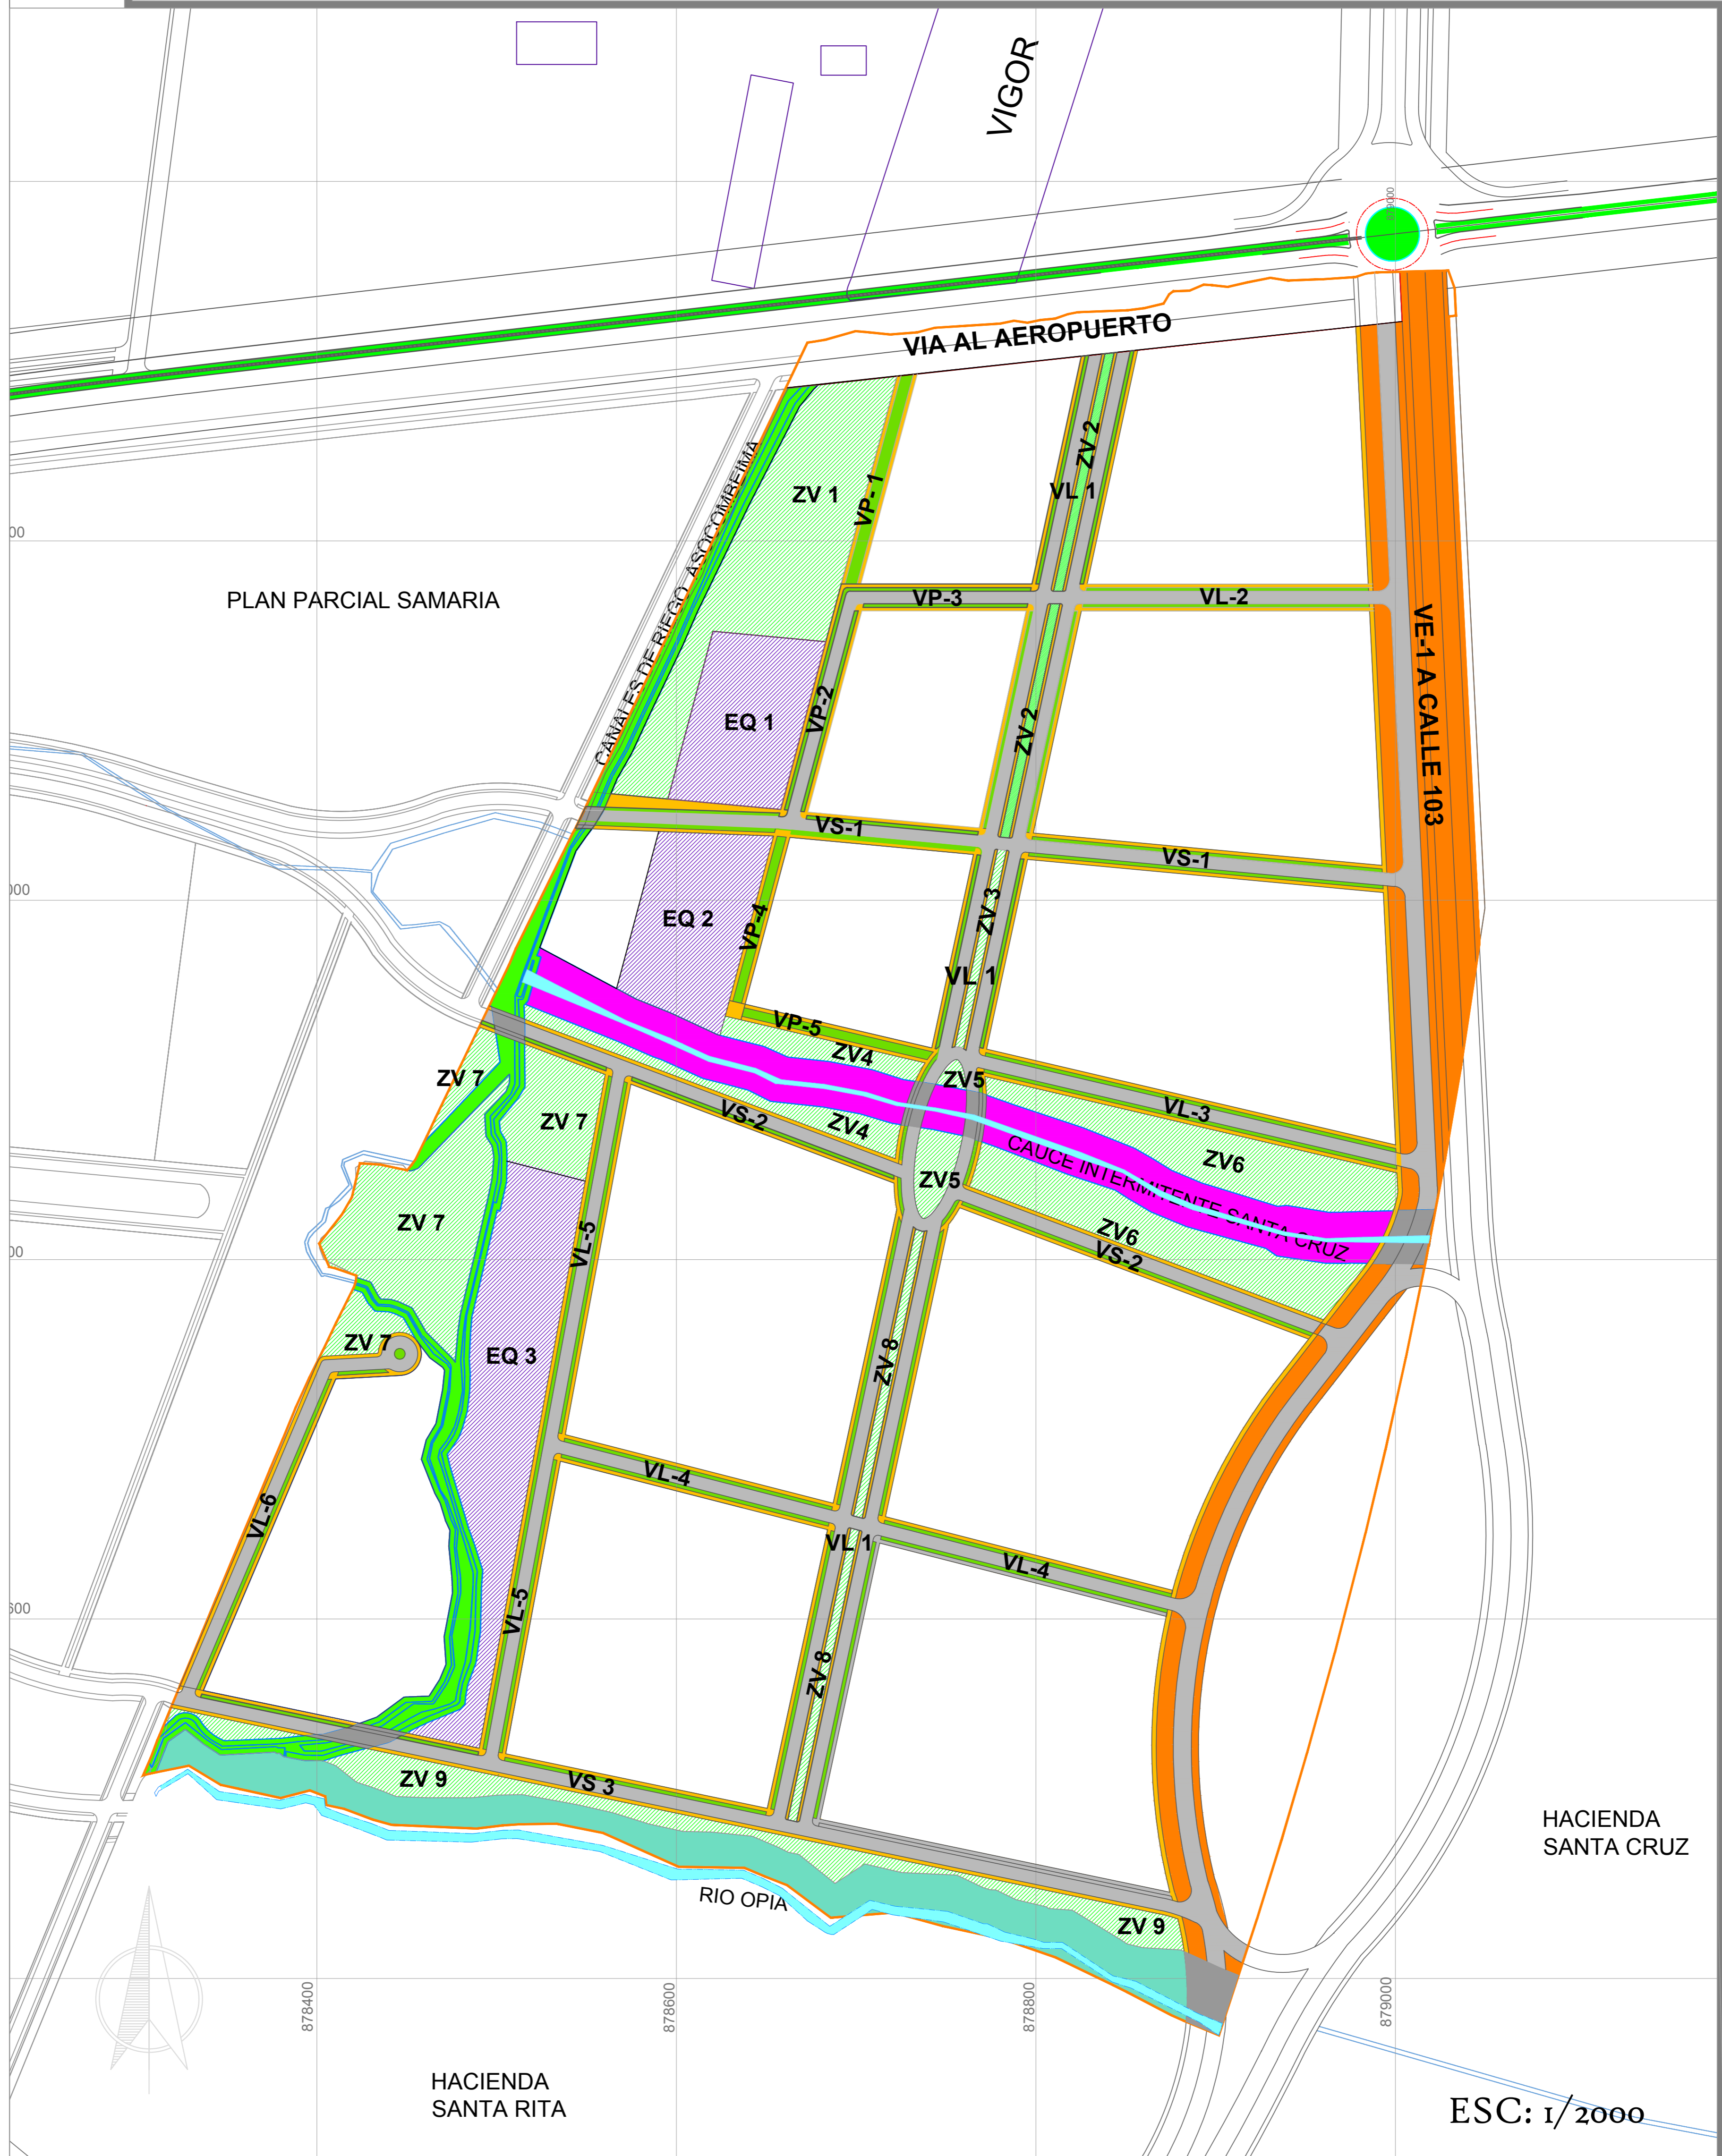 VIGOR
879000
VIA AL AEROPUERTO
ZV 2
CANALES DE RIEGO ASOCOMBEIMA
ZV 1
VP- 1
VL 1
00
PLAN PARCIAL SAMARIA
VP-3
VL-2
VE-1 A CALLE 103
EQ 1
VP-2
ZV 2
VS-1
VS-1
000
EQ 2
VP-4
ZV 3
VL 1
VP-5
ZV4
ZV 7
ZV5
VL-3
VS-2
ZV 7
ZV4
CAUCE INTERMITENTE SANTA CRUZ
ZV6
ZV5
ZV 7
VL-5
ZV6
VS-2
00
ZV 7
EQ 3
ZV 8
VL-4
VL-6
VL 1
VL-4
VL-5
600
ZV 8
ZV 9
VS 3
HACIENDA
SANTA CRUZ
RIO OPIA
ZV 9
878400
878600
878800
879000
HACIENDA
SANTA RITA
ESC: 1/2000